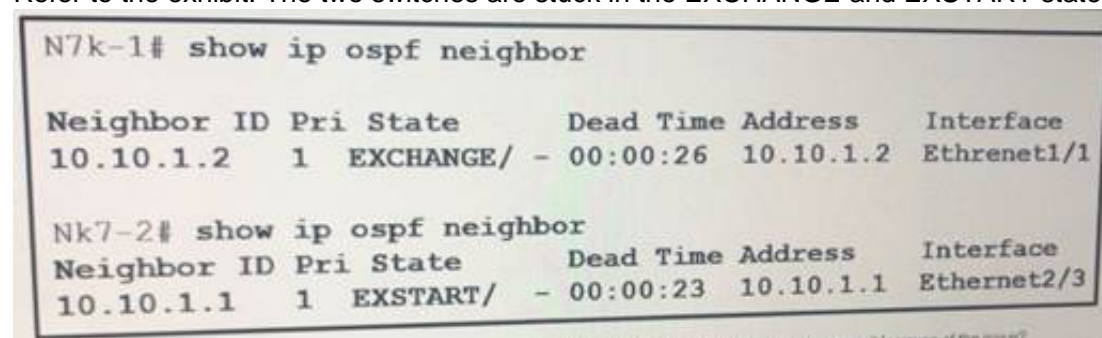 Refer to the exhibit. The two switches are stuck in the EXCHANGE and EXSTART state
N7k-1# show ip ospf neighbor
Neighbor ID Pri State Dead Time Address Interface
10.10.1.2 1 EXCHANGE/ - 00:00:26 10.10.1.2 Ethrenet1/1
Nk7-2# show ip ospf neighbor
Neighbor ID Pri State Dead Time Address Interface
10.10.1.1 1 EXSTART/ - 00:00:23 10.10.1.1 Ethernet2/3